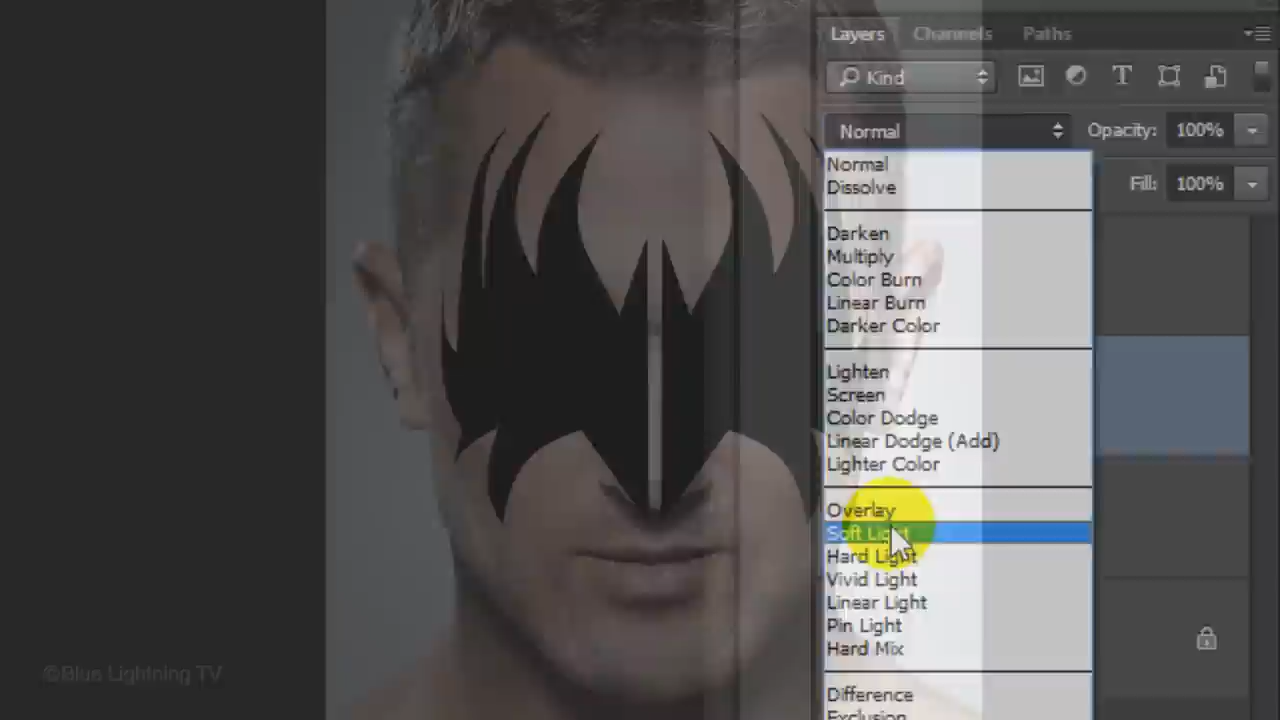 Layers Channels Paths
Kind
Normal Opacity: 100%
Fill: 100%
Normal
Dissolve
Darken
Multiply
Color Burn
Linear Burn
Darker Color
Lighten
Screen
Color Dodge
Linear Dodge (Add)
Lighter Color
Overlay
Soft Light
Hard Light
Vivid Light
Linear Light
Pin Light
Hard Mix
Difference
Exclusion
©Blue Lightning TV